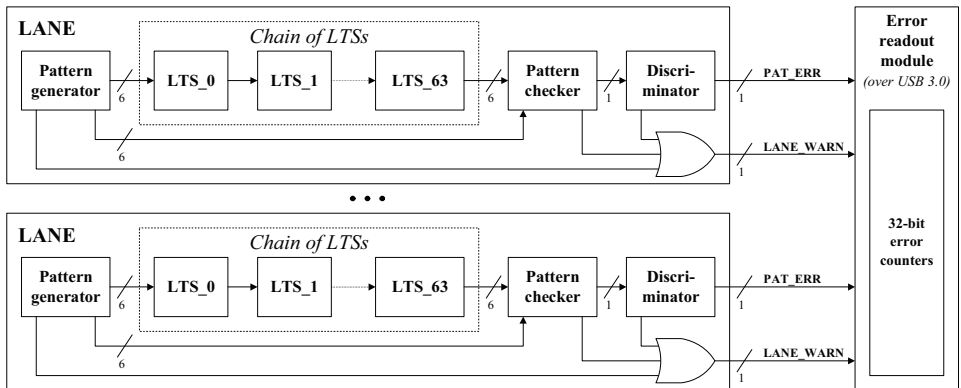 LANE
Chain of LTSs
Pattern
generator
6
LTS_0
LTS_1
LTS_63
6
Pattern
checker
1
Discri-
minator
1
PAT_ERR
6
LANE_WARN
1
Error
readout
module
(over USB 3.0)
32-bit
error
counters
• • •
LANE
Chain of LTSs
Pattern
generator
6
LTS_0
LTS_1
LTS_63
6
Pattern
checker
1
Discri-
minator
1
PAT_ERR
6
LANE_WARN
1